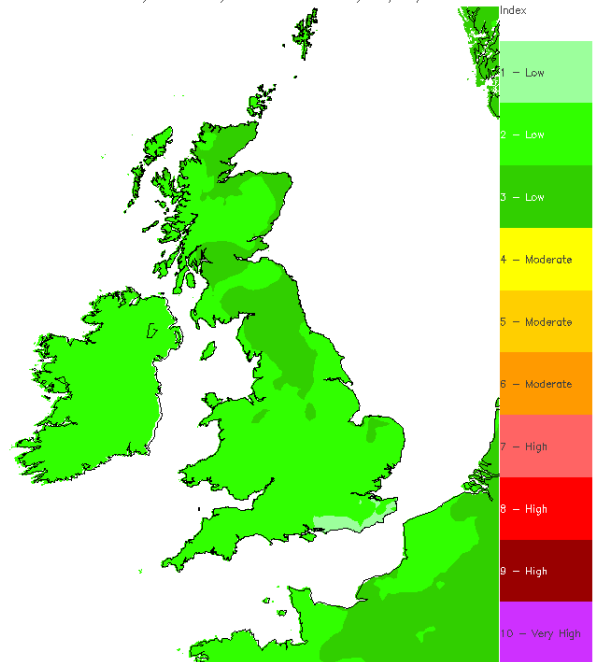 Index
1 - Low
2 - Low
3 - Low
4 - Moderate
5 - Moderate
6 - Moderate
7 - High
8 - High
9 - High
10 - Very High